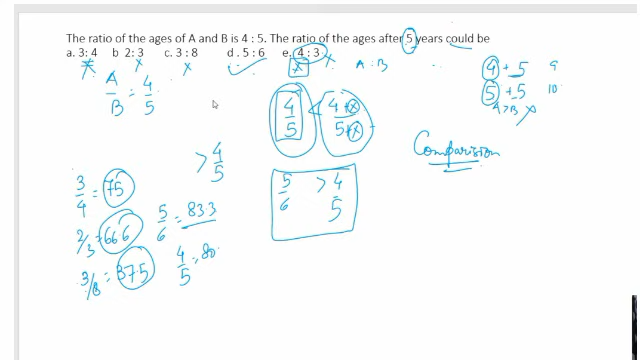 The ratio of the ages of A and B is 4 : 5. The ratio of the ages after 5 years could be
a. 3: 4 b 2: 3 c. 3 : 8 d . 5 : 6 e. 4 : 3
x x x x A : B
A/B = 4/5
4 + 5 9
5 + 5 10
A > B x
4/5 < 4+x/5+x
Comparision
> 4/5
3/4 = 75
5/6 > 4/5
2/3 = 66.6
5/6 = 83.3
3/8 = 37.5
4/5 = 80.